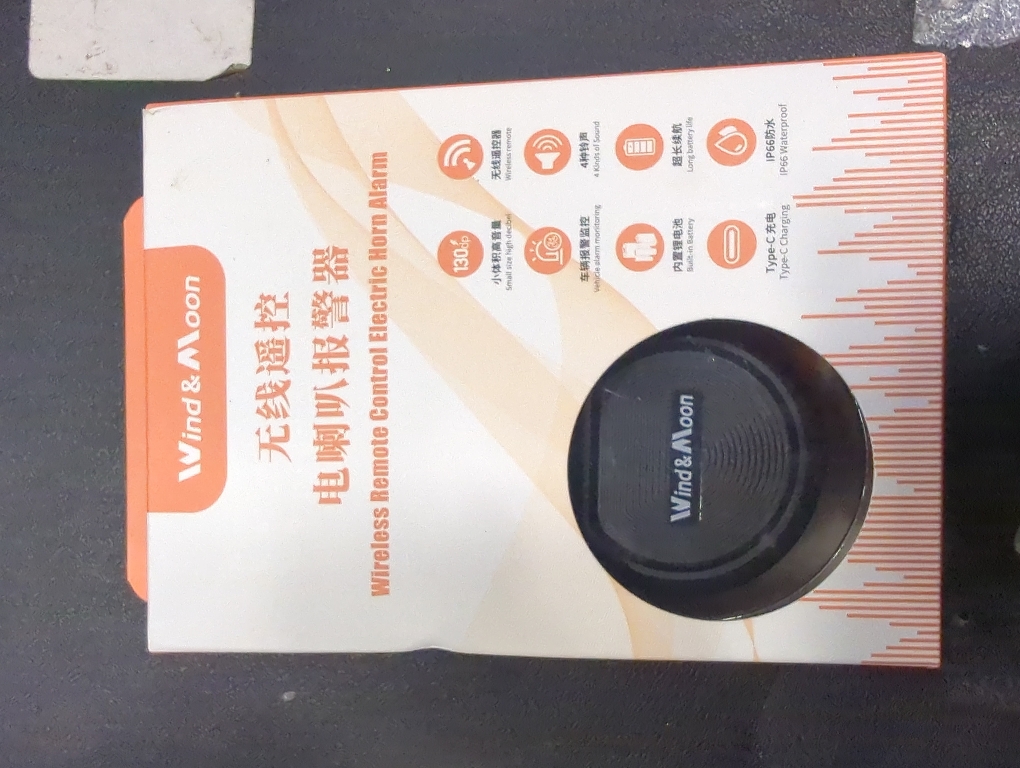 Wind & Moon
无线遥控
电喇叭报警器
Wireless Remote Control Electric Horn Alarm
130db
小体积高音量
Small size high decibel
无线遥控器
Wireless remote
车辆报警监控
Vehicle alarm monitoring
4种铃声
4 Kinds of Sound
内置锂电池
Built-in Battery
超长续航
Long battery life
Type-C 充电
Type-C Charging
IP66防水
IP66 Waterproof
Wind & Moon